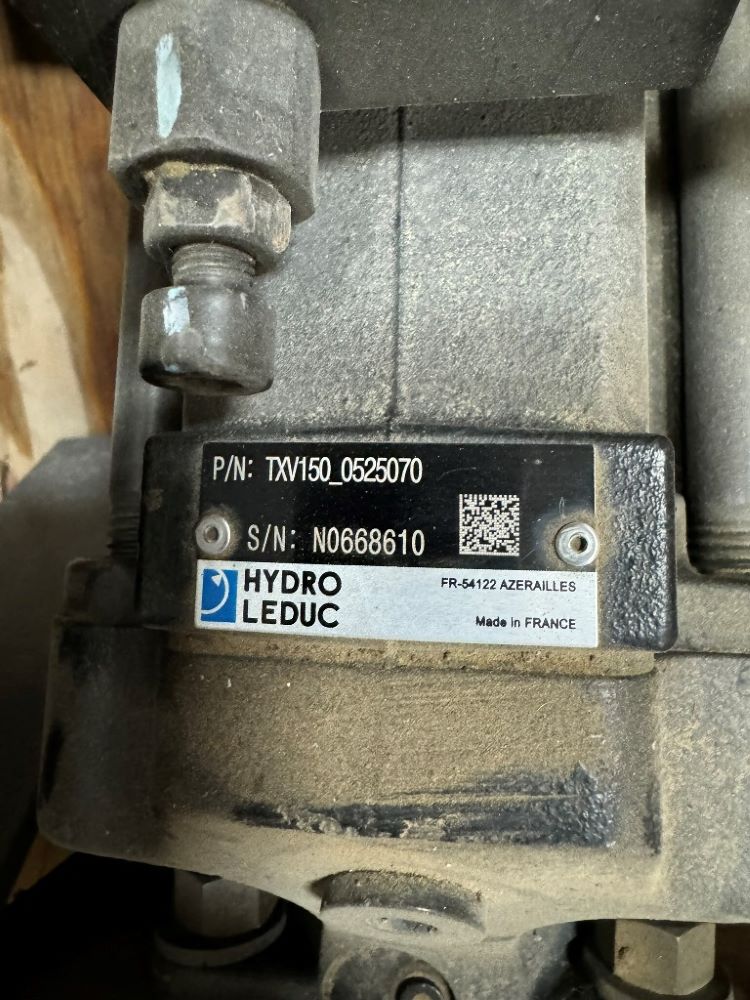 P/N: TXV150_0525070
S/N: N0668610
HYDRO
LEDUC
FR-54122 AZERAILLES
Made in FRANCE